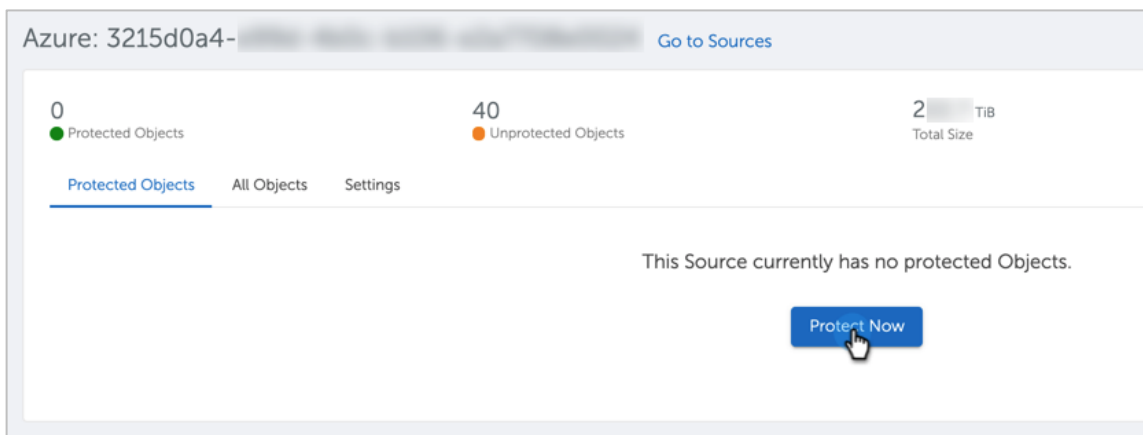 Azure: 3215d0a4- Go to Sources
0 40 2 TiB
Protected Objects Unprotected Objects Total Size
Protected Objects All Objects Settings
This Source currently has no protected Objects.
Protect Now